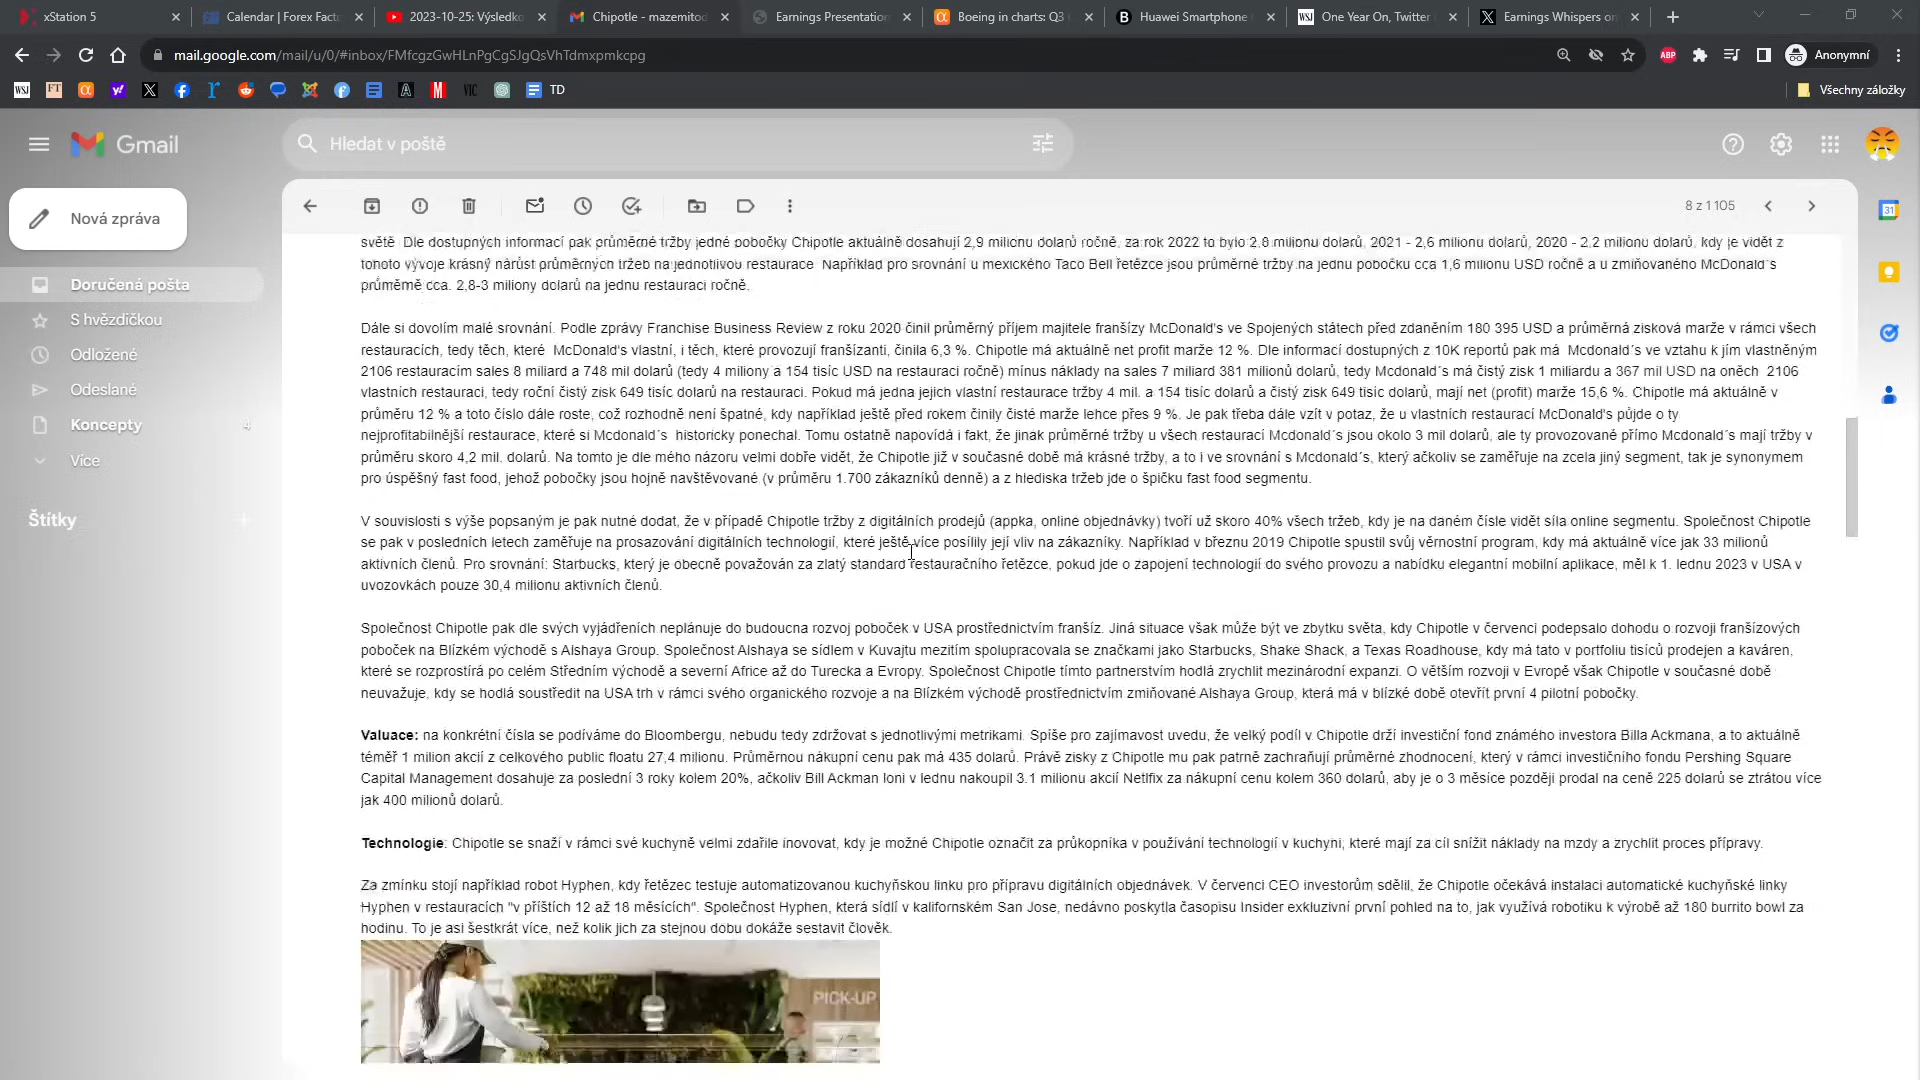 xStation 5
Calendar | Forex Fact
2023-10-25: Výsledko
Chipotle - mazemitod
Earnings Presentation
Boeing in charts: Q3
Huawei Smartphone
One Year On, Twitter
Earnings Whispers on
mail.google.com/mail/u/0/#inbox/FMfcgzGwHLnPgCgSJgQsVhTdmxpmkcpg
ABP
Anonymní
TD
Všechny záložky
Gmail
Hledat v poště
Nová zpráva
8 z 1 105
Doručená pošta
S hvězdičkou
Odložené
Odeslané
Koncepty 4
Více
Štítky
světě Dle dostupných informací pak průměrné tržby jedné pobočky Chipotle aktuálně dosahují 2,9 milionu dolarů ročně, za rok 2022 to bylo 2.8 milionu dolarů, 2021 - 2,6 milionu dolarů, 2020 - 2.2 milionu dolarů, kdy je vidět z
tohoto vývoje krásný nárůst průměrných tržeb na jednotlivou restaurace Například pro srovnání u mexického Taco Bell řetězce jsou průměrné tržby na jednu pobočku cca 1,6 milionu USD ročně a u zmiňovaného McDonald´s
průměrně cca. 2,8-3 miliony dolarů na jednu restauraci ročně.
Dále si dovolím malé srovnání. Podle zprávy Franchise Business Review z roku 2020 činil průměrný příjem majitele franšízy McDonald's ve Spojených státech před zdaněním 180 395 USD a průměrná zisková marže v rámci všech
restauracích, tedy těch, které McDonald's vlastní, i těch, které provozují franšízanti, činila 6,3 %. Chipotle má aktuálně net profit marže 12 %. Dle informací dostupných z 10K reportů pak má Mcdonald´s ve vztahu k jím vlastněným
2106 restauracím sales 8 miliard a 748 mil dolarů (tedy 4 miliony a 154 tisíc USD na restauraci ročně) mínus náklady na sales 7 miliard 381 milionů dolarů, tedy Mcdonald´s má čistý zisk 1 miliardu a 367 mil USD na oněch 2106
vlastních restaurací, tedy roční čistý zisk 649 tisíc dolarů na restauraci. Pokud má jedna jejich vlastní restaurace tržby 4 mil. a 154 tisíc dolarů a čistý zisk 649 tisíc dolarů, mají net (profit) marže 15,6 %. Chipotle má aktuálně v
průměru 12 % a toto číslo dále roste, což rozhodně není špatné, kdy například ještě před rokem činily čisté marže lehce přes 9 %. Je pak třeba dále vzít v potaz, že u vlastních restaurací McDonald's půjde o ty
nejprofitabilnější restaurace, které si Mcdonald´s historicky ponechal. Tomu ostatně napovídá i fakt, že jinak průměrné tržby u všech restaurací Mcdonald´s jsou okolo 3 mil dolarů, ale ty provozované přímo Mcdonald´s mají tržby v
průměru skoro 4,2 mil. dolarů. Na tomto je dle mého názoru velmi dobře vidět, že Chipotle již v současné době má krásné tržby, a to i ve srovnání s Mcdonald´s, který ačkoliv se zaměřuje na zcela jiný segment, tak je synonymem
pro úspěšný fast food, jehož pobočky jsou hojně navštěvované (v průměru 1.700 zákazníků denně) a z hlediska tržeb jde o špičku fast food segmentu.
V souvislosti s výše popsaným je pak nutné dodat, že v případě Chipotle tržby z digitálních prodejů (appka, online objednávky) tvoří už skoro 40% všech tržeb, kdy je na daném čísle vidět síla online segmentu. Společnost Chipotle
se pak v posledních letech zaměřuje na prosazování digitálních technologií, které ještě více posílily její vliv na zákazníky. Například v březnu 2019 Chipotle spustil svůj věrnostní program, kdy má aktuálně více jak 33 milionů
aktivních členů. Pro srovnání: Starbucks, který je obecně považován za zlatý standard restauračního řetězce, pokud jde o zapojení technologií do svého provozu a nabídku elegantní mobilní aplikace, měl k 1. lednu 2023 v USA v
uvozovkách pouze 30,4 milionu aktivních členů.
Společnost Chipotle pak dle svých vyjádřeních neplánuje do budoucna rozvoj poboček v USA prostřednictvím franšíz. Jiná situace však může být ve zbytku světa, kdy Chipotle v červenci podepsalo dohodu o rozvoji franšízových
poboček na Blízkém východě s Alshaya Group. Společnost Alshaya se sídlem v Kuvajtu mezitím spolupracovala se značkami jako Starbucks, Shake Shack, a Texas Roadhouse, kdy má tato v portfoliu tisíců prodejen a kaváren,
které se rozprostírá po celém Středním východě a severní Africe až do Turecka a Evropy. Společnost Chipotle tímto partnerstvím hodlá zrychlit mezinárodní expanzi. O větším rozvoji v Evropě však Chipotle v současné době
neuvažuje, kdy se hodlá soustředit na USA trh v rámci svého organického rozvoje a na Blízkém východě prostřednictvím zmiňované Alshaya Group, která má v blízké době otevřít první 4 pilotní pobočky.
Valuace: na konkrétní čísla se podíváme do Bloombergu, nebudu tedy zdržovat s jednotlivými metrikami. Spíše pro zajímavost uvedu, že velký podíl v Chipotle drží investiční fond známého investora Billa Ackmana, a to aktuálně
téměř 1 milion akcií z celkového public floatu 27,4 milionu. Průměrnou nákupní cenu pak má 435 dolarů. Právě zisky z Chipotle mu pak patrně zachraňují průměrné zhodnocení, který v rámci investičního fondu Pershing Square
Capital Management dosahuje za poslední 3 roky kolem 20%, ačkoliv Bill Ackman loni v lednu nakoupil 3.1 milionu akcií Netlfix za nákupní cenu kolem 360 dolarů, aby je o 3 měsíce později prodal na ceně 225 dolarů se ztrátou více
jak 400 milionů dolarů.
Technologie: Chipotle se snaží v rámci své kuchyně velmi zdařile inovovat, kdy je možné Chipotle označit za průkopníka v používání technologií v kuchyni, které mají za cíl snížit náklady na mzdy a zrychlit proces přípravy.
Za zmínku stojí například robot Hyphen, kdy řetězec testuje automatizovanou kuchyňskou linku pro přípravu digitálních objednávek. V červenci CEO investorům sdělil, že Chipotle očekává instalaci automatické kuchyňské linky
Hyphen v restauracích "v příštích 12 až 18 měsících". Společnost Hyphen, která sídlí v kalifornském San Jose, nedávno poskytla časopisu Insider exkluzivní první pohled na to, jak využívá robotiku k výrobě až 180 burrito bowl za
hodinu. To je asi šestkrát více, než kolik jich za stejnou dobu dokáže sestavit člověk.
PICK-UP